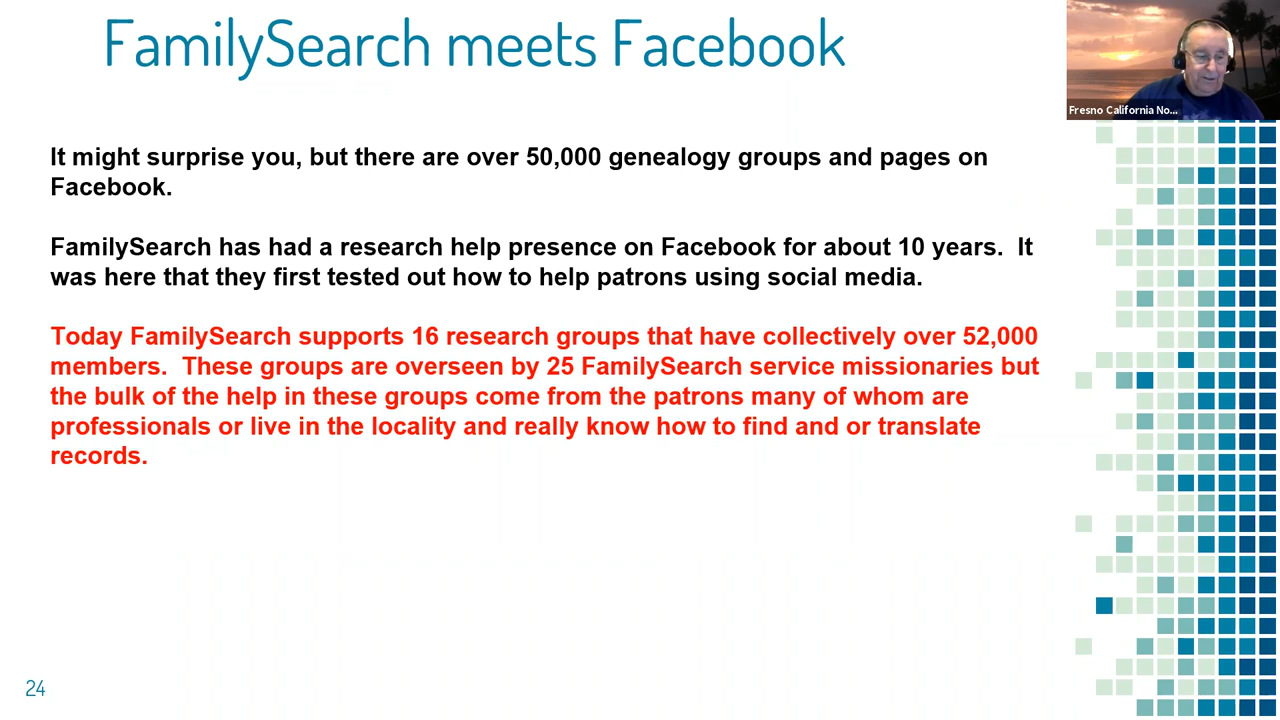 FamilySearch meets Facebook
Fresno California No...
It might surprise you, but there are over 50,000 genealogy groups and pages on
Facebook.
FamilySearch has had a research help presence on Facebook for about 10 years.  It
was here that they first tested out how to help patrons using social media.
Today FamilySearch supports 16 research groups that have collectively over 52,000
members.  These groups are overseen by 25 FamilySearch service missionaries but
the bulk of the help in these groups come from the patrons many of whom are
professionals or live in the locality and really know how to find and or translate
records.
24